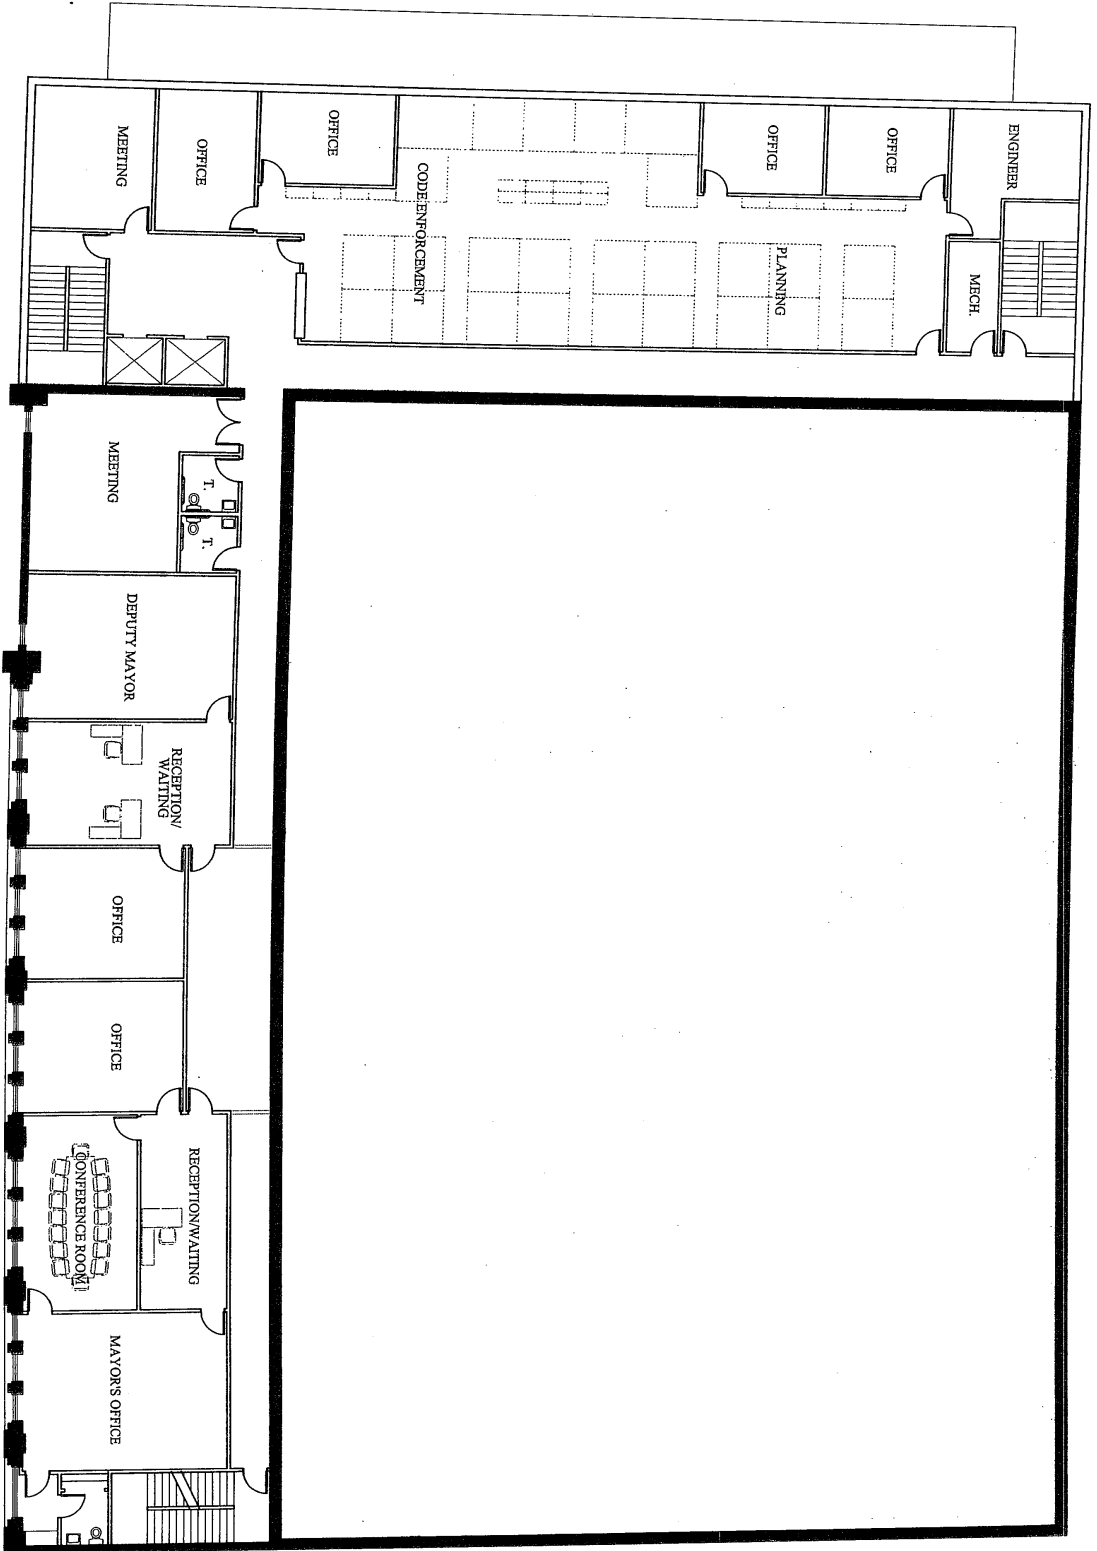 MEETING
OFFICE
OFFICE
CODE ENFORCEMENT
OFFICE
OFFICE
ENGINEER
PLANNING
MECH.
MEETING
T.
T.
DEPUTY MAYOR
RECEPTION/
WAITING
OFFICE
OFFICE
CONFERENCE ROOM
RECEPTION/WAITING
MAYOR'S OFFICE